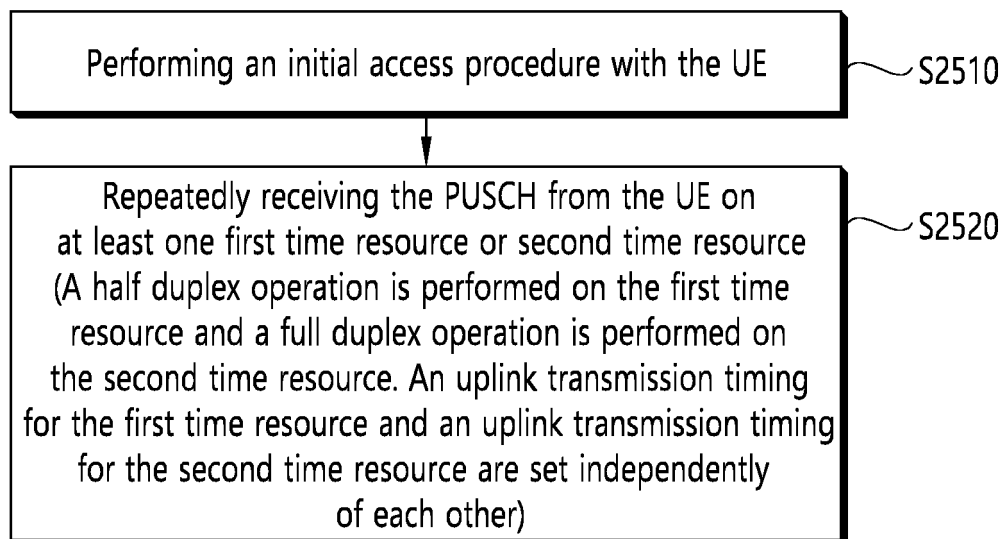 Performing an initial access procedure with the UE
S2510
Repeatedly receiving the PUSCH from the UE on
at least one first time resource or second time resource
(A half duplex operation is performed on the first time
resource and a full duplex operation is performed on
the second time resource. An uplink transmission timing
for the first time resource and an uplink transmission timing
for the second time resource are set independently
of each other)
S2520